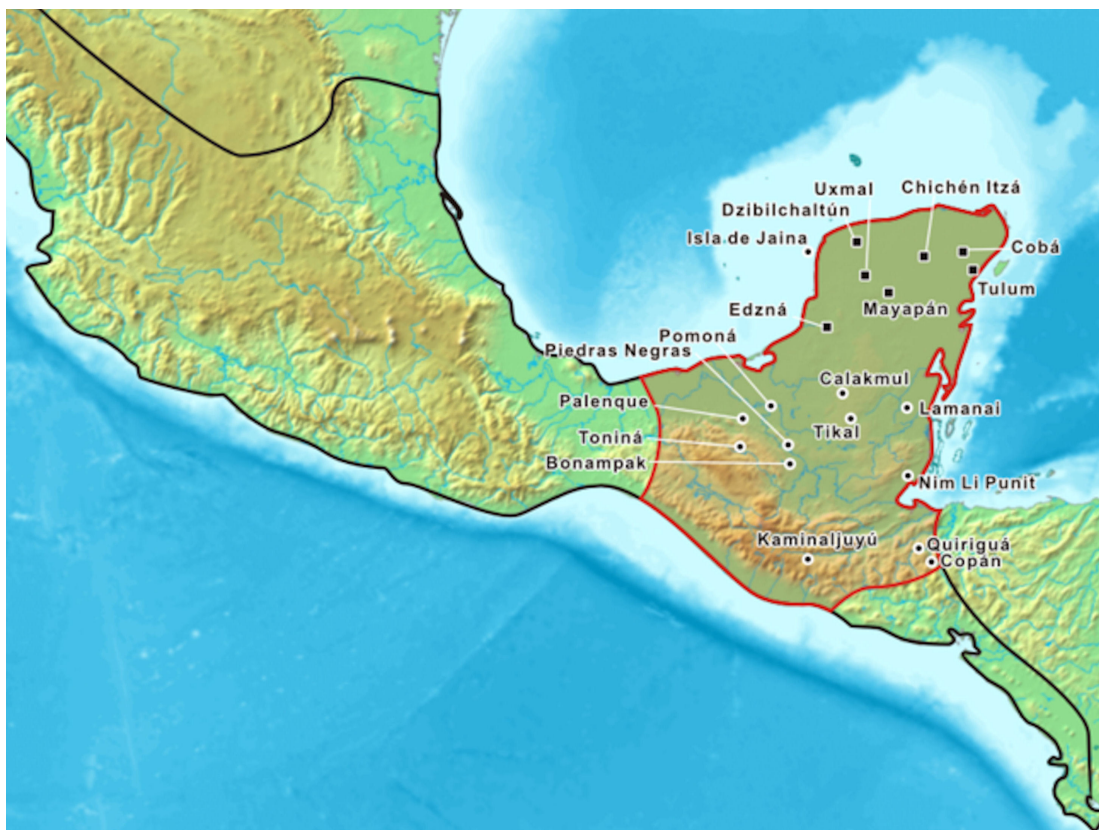 Uxmal
Chichén Itzá
Dzibilchaltún
Isla de Jaina
Cobá
Tulum
Mayapán
Edzná
Pomoná
Piedras Negras
Calakmul
Palenque
Lamanai
Tikal
Toniná
Bonampak
Nim Li Punit
Kaminaljuyú
Quiriguá
Copán